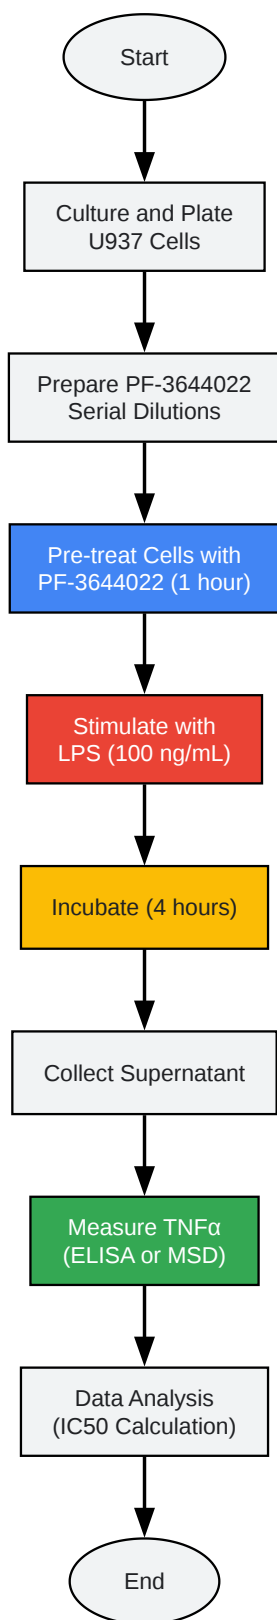 Start
Culture and Plate
U937 Cells
Prepare PF-3644022
Serial Dilutions
Pre-treat Cells with
PF-3644022 (1 hour)
Stimulate with
LPS (100 ng/mL)
Incubate (4 hours)
Collect Supernatant
Measure TNFα
(ELISA or MSD)
Data Analysis
(IC50 Calculation)
End